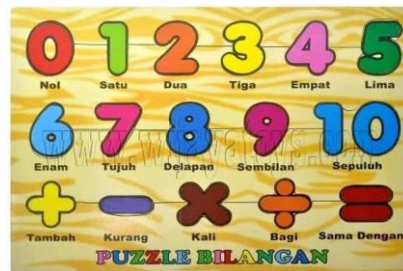 0 1 2 3 4 5
Nol Satu Dua Tiga Empat Lima
6 7 8 9 10
Enam Tujuh Delapan Sembilan Sepuluh
+ - × ÷ =
Tambah Kurang Kali Bagi Sama Dengan
PUZZLE BILANGAN